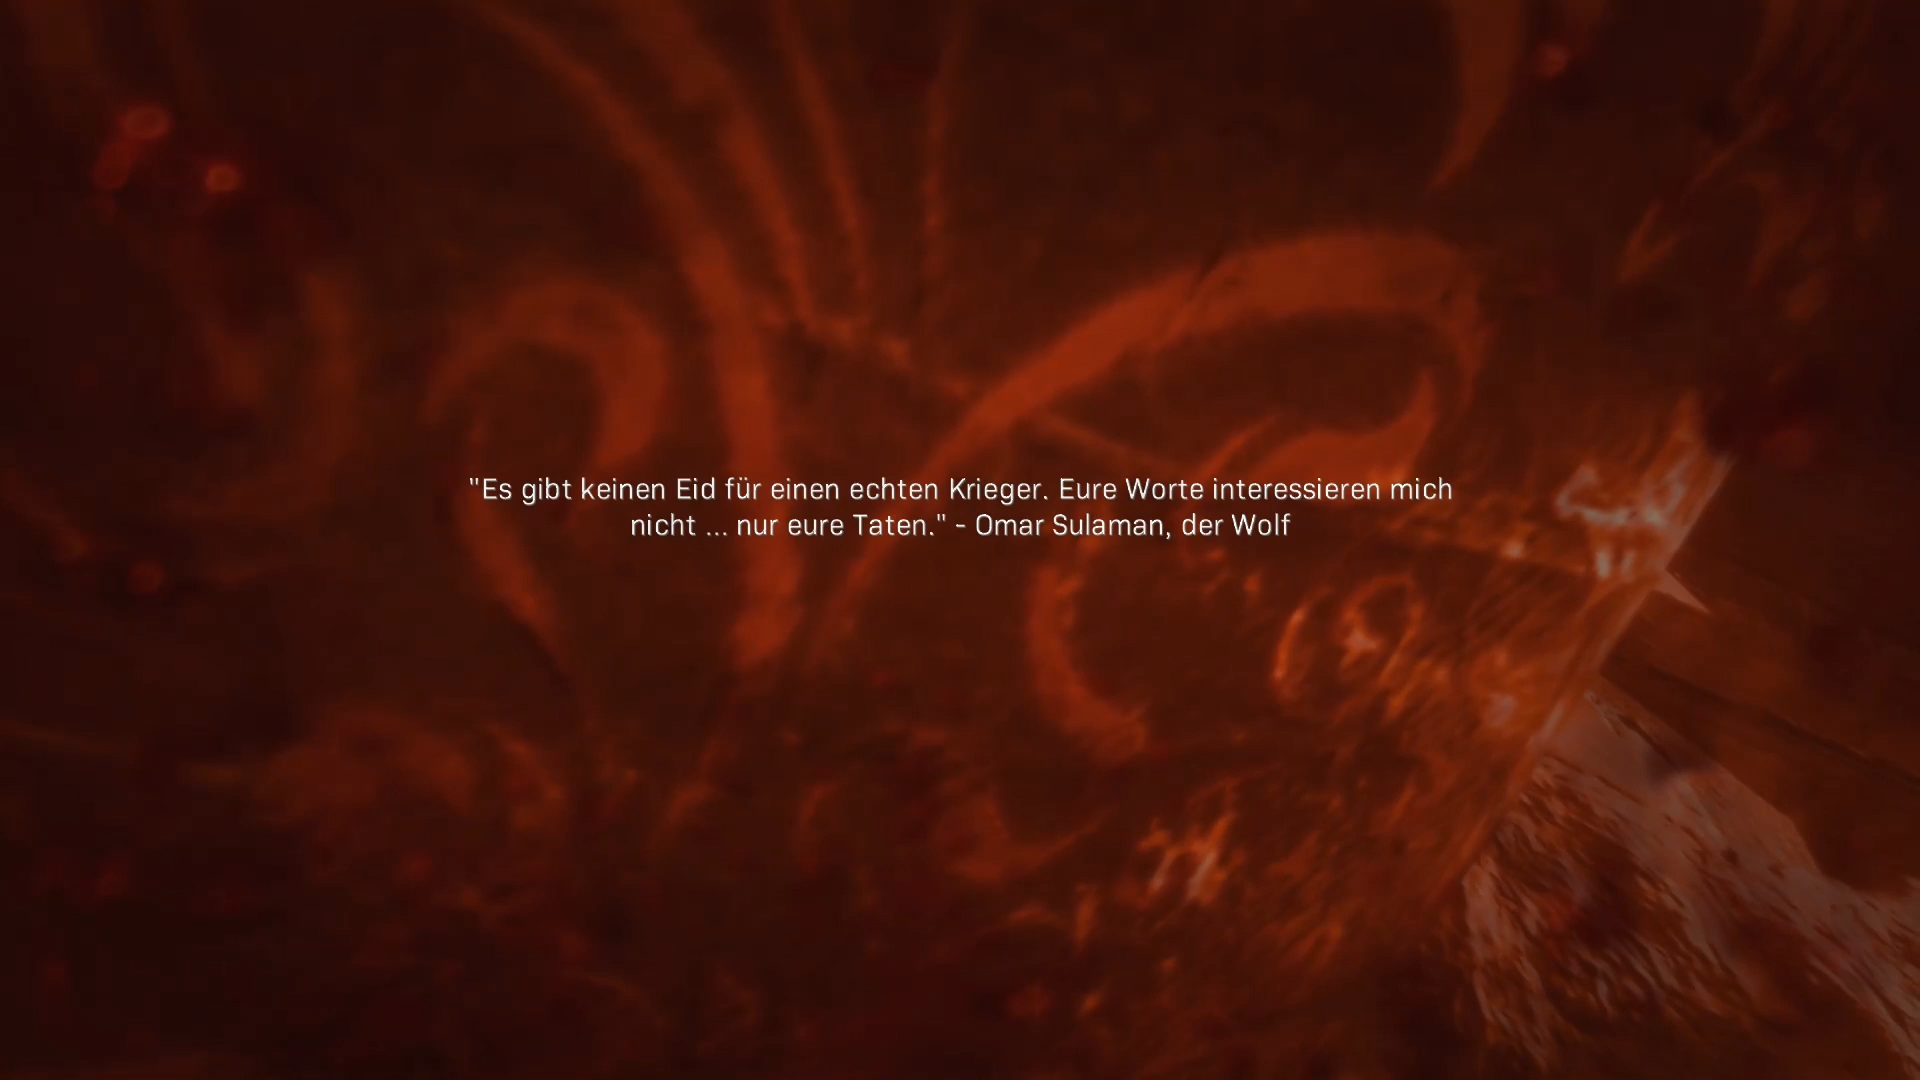 "Es gibt keinen Eid für einen echten Krieger. Eure Worte interessieren mich
nicht ... nur eure Taten." - Omar Sulaman, der Wolf